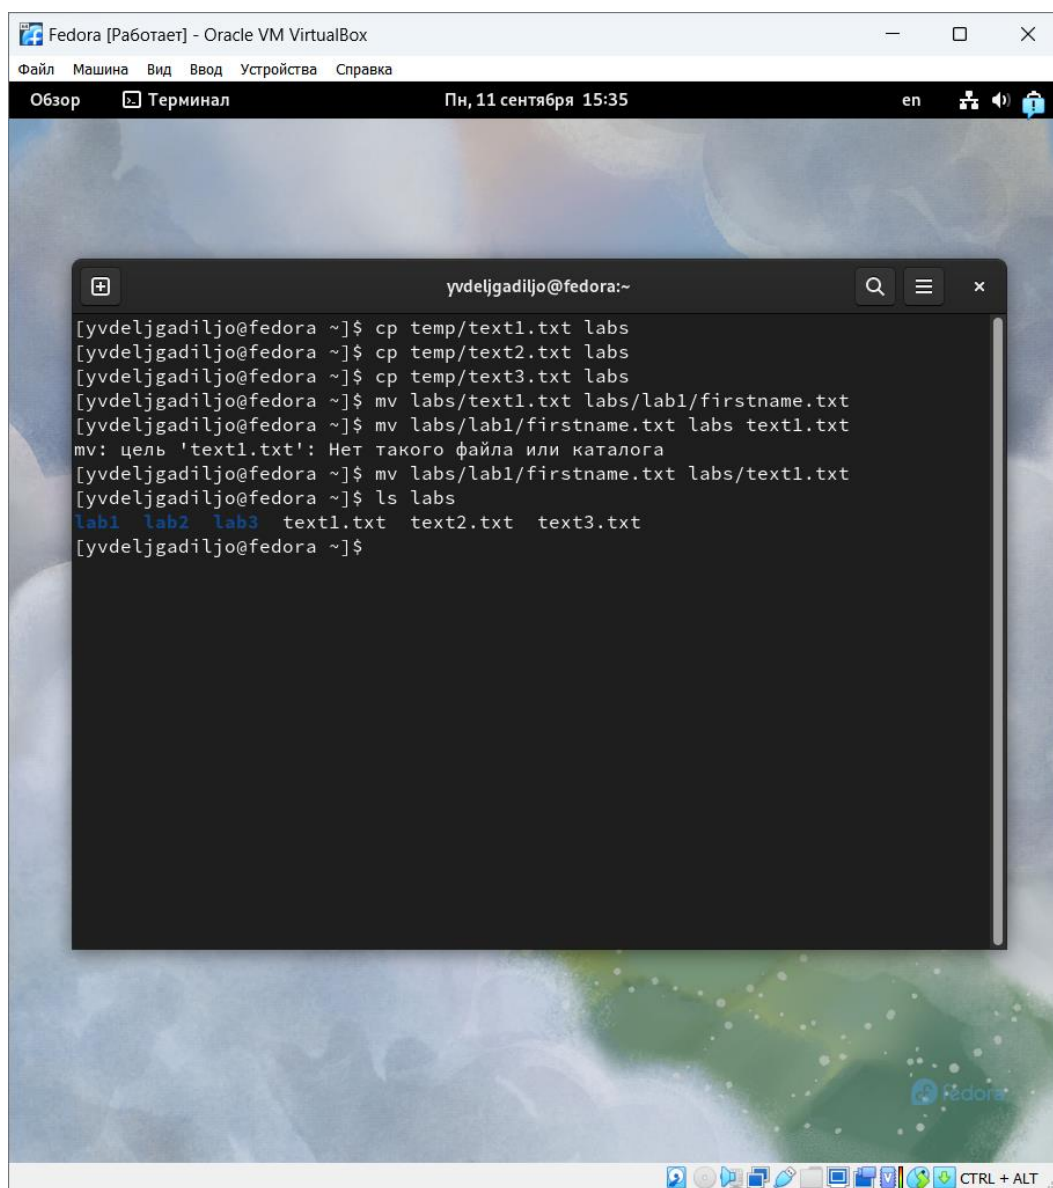 Fedora [Работает] - Oracle VM VirtualBox
Файл Машина Вид Ввод Устройства Справка
Обзор Терминал Пн, 11 сентября 15:35 en
yvdeljgadiljo@fedora:~
[yvdeljgadiljo@fedora ~]$ cp temp/text1.txt labs
[yvdeljgadiljo@fedora ~]$ cp temp/text2.txt labs
[yvdeljgadiljo@fedora ~]$ cp temp/text3.txt labs
[yvdeljgadiljo@fedora ~]$ mv labs/text1.txt labs/lab1/firstname.txt
[yvdeljgadiljo@fedora ~]$ mv labs/lab1/firstname.txt labs text1.txt
mv: цель 'text1.txt': Нет такого файла или каталога
[yvdeljgadiljo@fedora ~]$ mv labs/lab1/firstname.txt labs/text1.txt
[yvdeljgadiljo@fedora ~]$ ls labs
lab1 lab2 lab3 text1.txt text2.txt text3.txt
[yvdeljgadiljo@fedora ~]$
fedora
CTRL + ALT